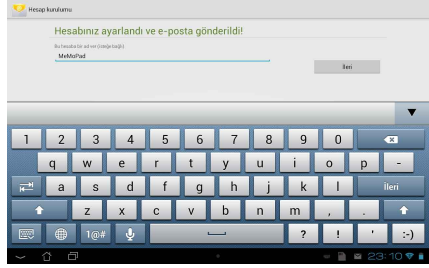 Hesap kurulumu
Hesabınız ayarlandı ve e-posta gönderildi!
Bu hesaba bir ad ver (isteğe bağlı)
MeMoPad
İleri
1 2 3 4 5 6 7 8 9 0
q w e r t y u ı o p -
a s d f g h j k l İleri
z x c v b n m , .
1@# ? ! ' :-)
23:10